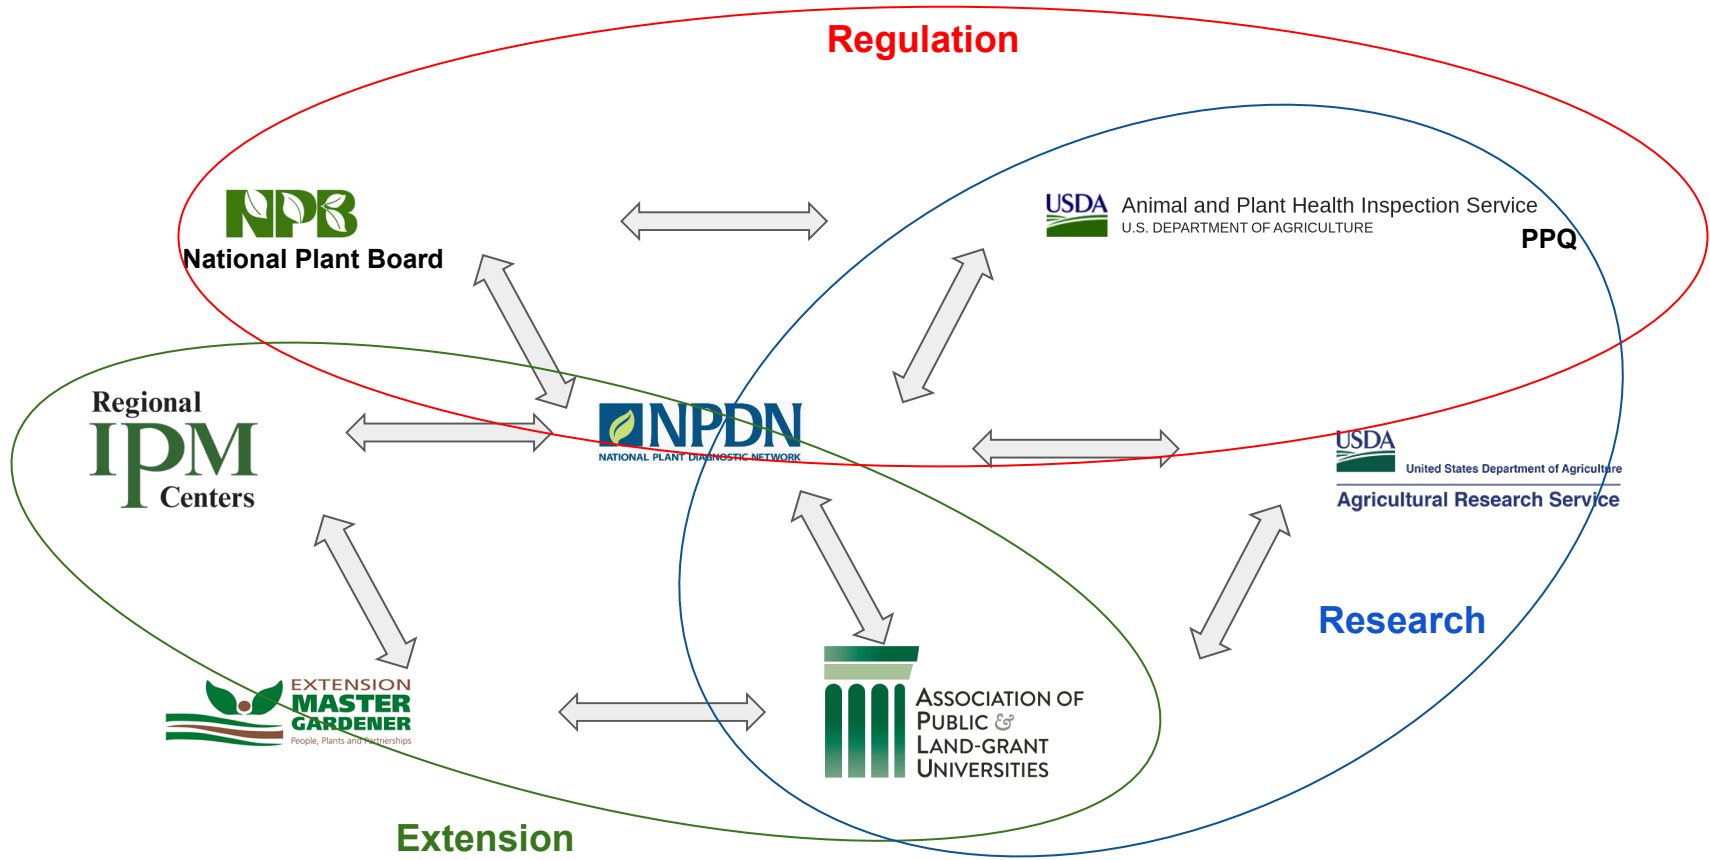 Regulation
NPB
National Plant Board
USDA Animal and Plant Health Inspection Service
U.S. DEPARTMENT OF AGRICULTURE
PPQ
Regional
IPM
Centers
NPDN
NATIONAL PLANT DIAGNOSTIC NETWORK
USDA
United States Department of Agriculture
Agricultural Research Service
Research
EXTENSION
MASTER
GARDENER
People, Plants and Partnerships
ASSOCIATION OF
PUBLIC &
LAND-GRANT
UNIVERSITIES
Extension